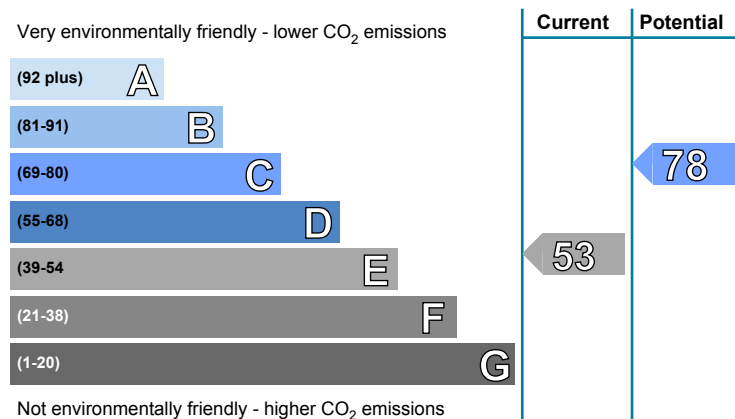 Very environmentally friendly - lower CO₂ emissions
Current
Potential
(92 plus) A
(81-91) B
(69-80) C
78
(55-68) D
(39-54 E
53
(21-38) F
(1-20) G
Not environmentally friendly - higher CO₂ emissions